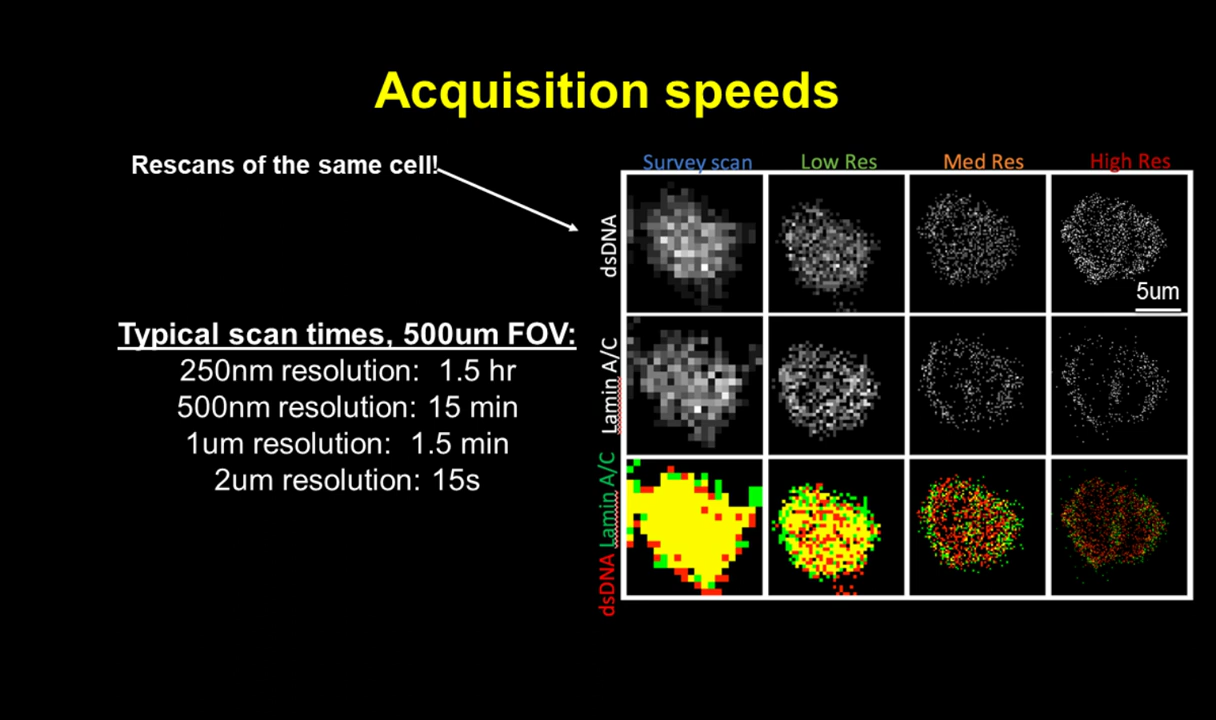 Acquisition speeds
Rescans of the same cell!
Survey scan Low Res Med Res High Res
dsDNA
5um
Lamin A/C
dsDNA Lamin A/C
Typical scan times, 500um FOV:
250nm resolution: 1.5 hr
500nm resolution: 15 min
1um resolution: 1.5 min
2um resolution: 15s